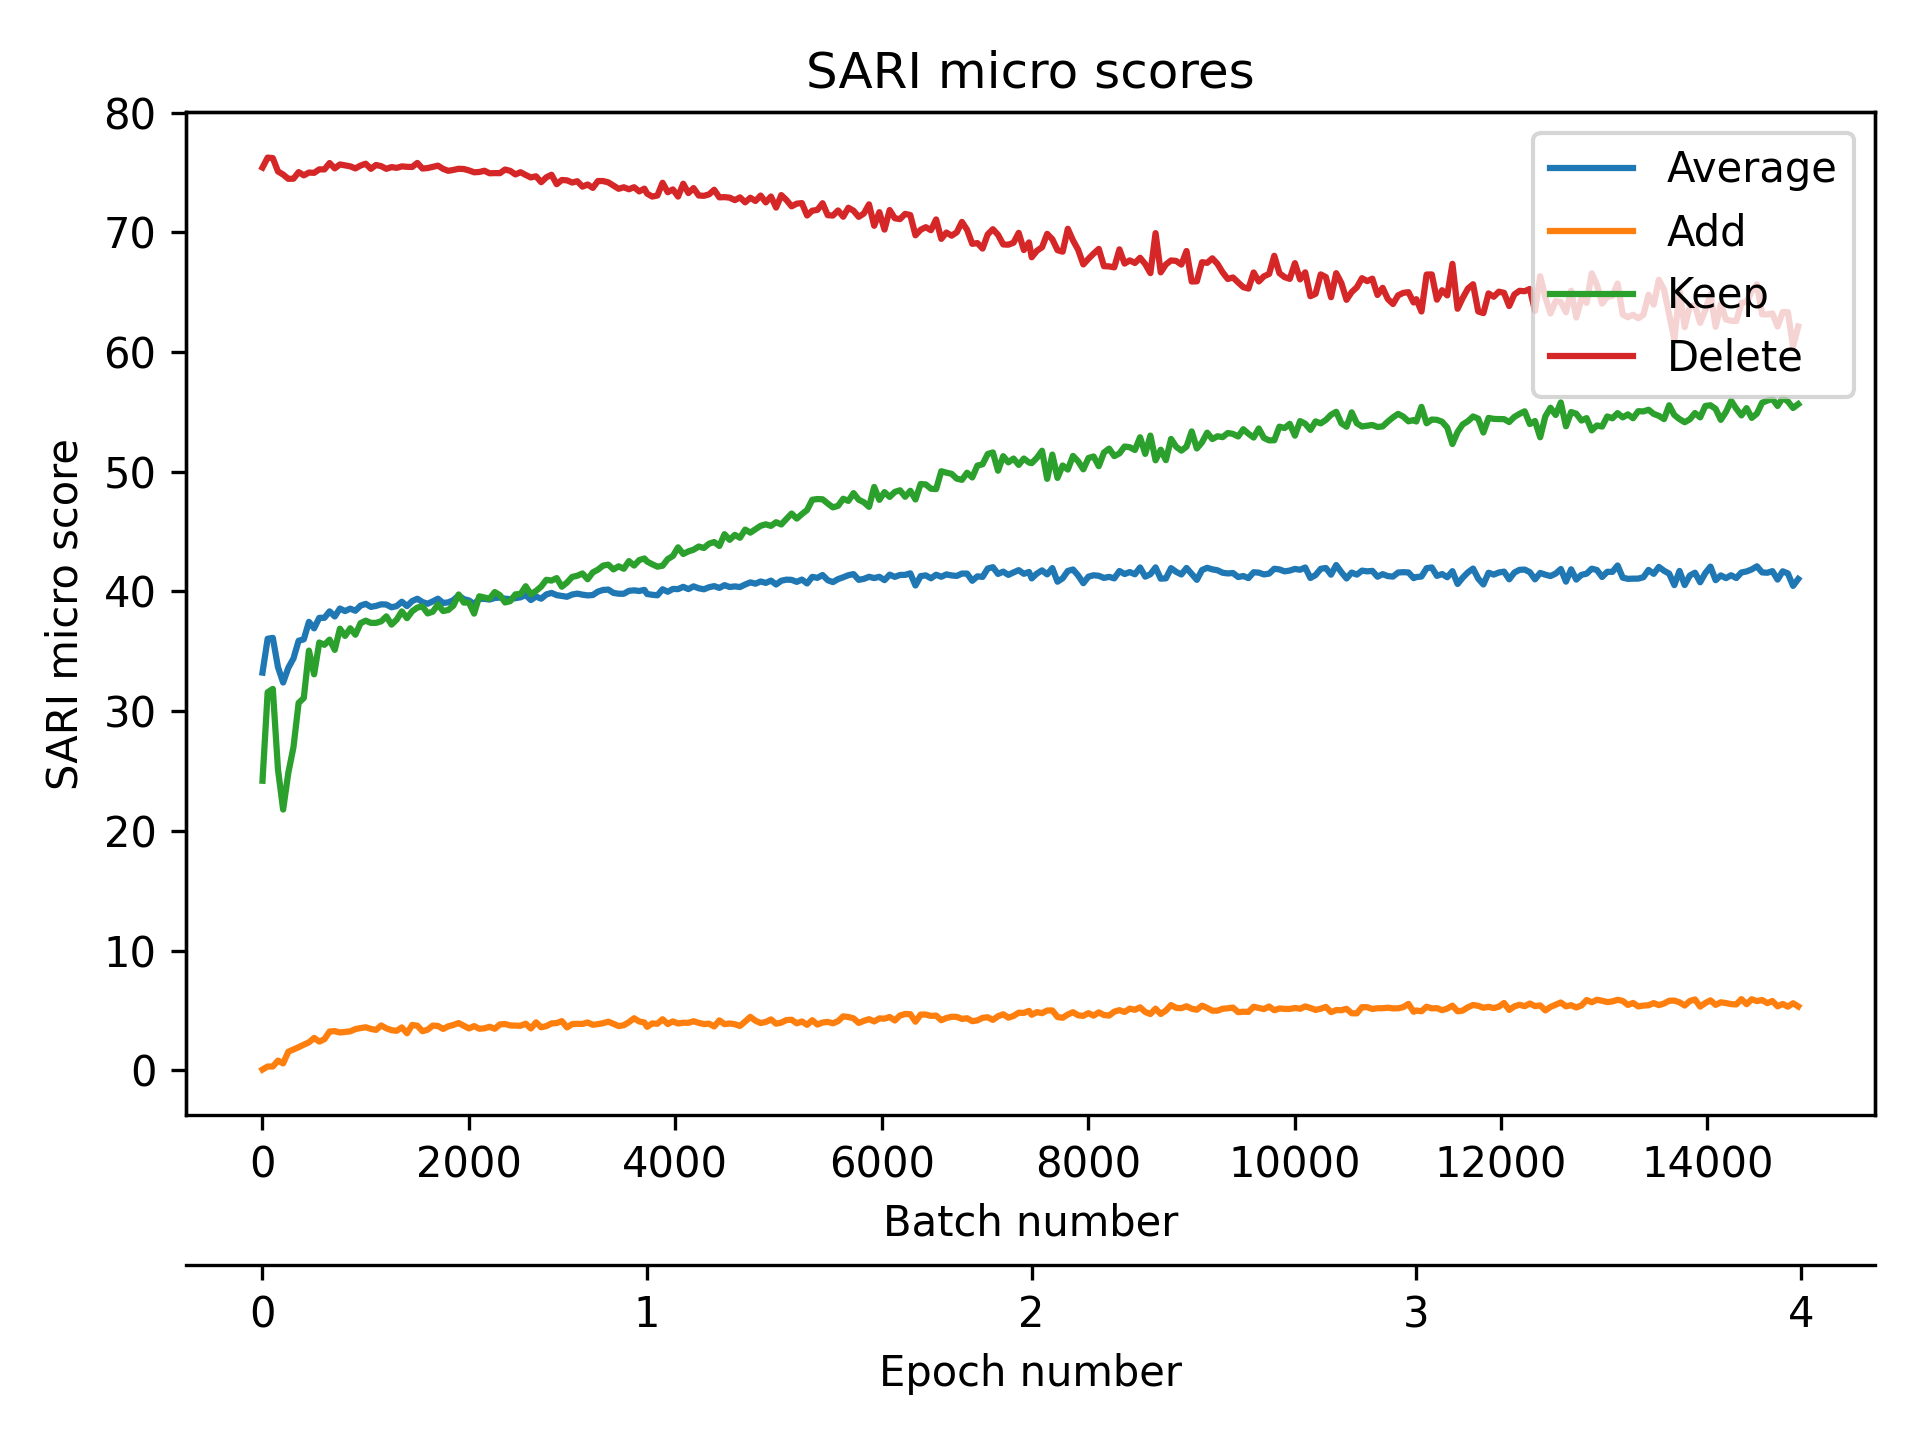 SARI micro scores
80
70
60
50
40
30
20
10
0
SARI micro score
Average
Add
Keep
Delete
0 2000 4000 6000 8000 10000 12000 14000
Batch number
0 1 2 3 4
Epoch number